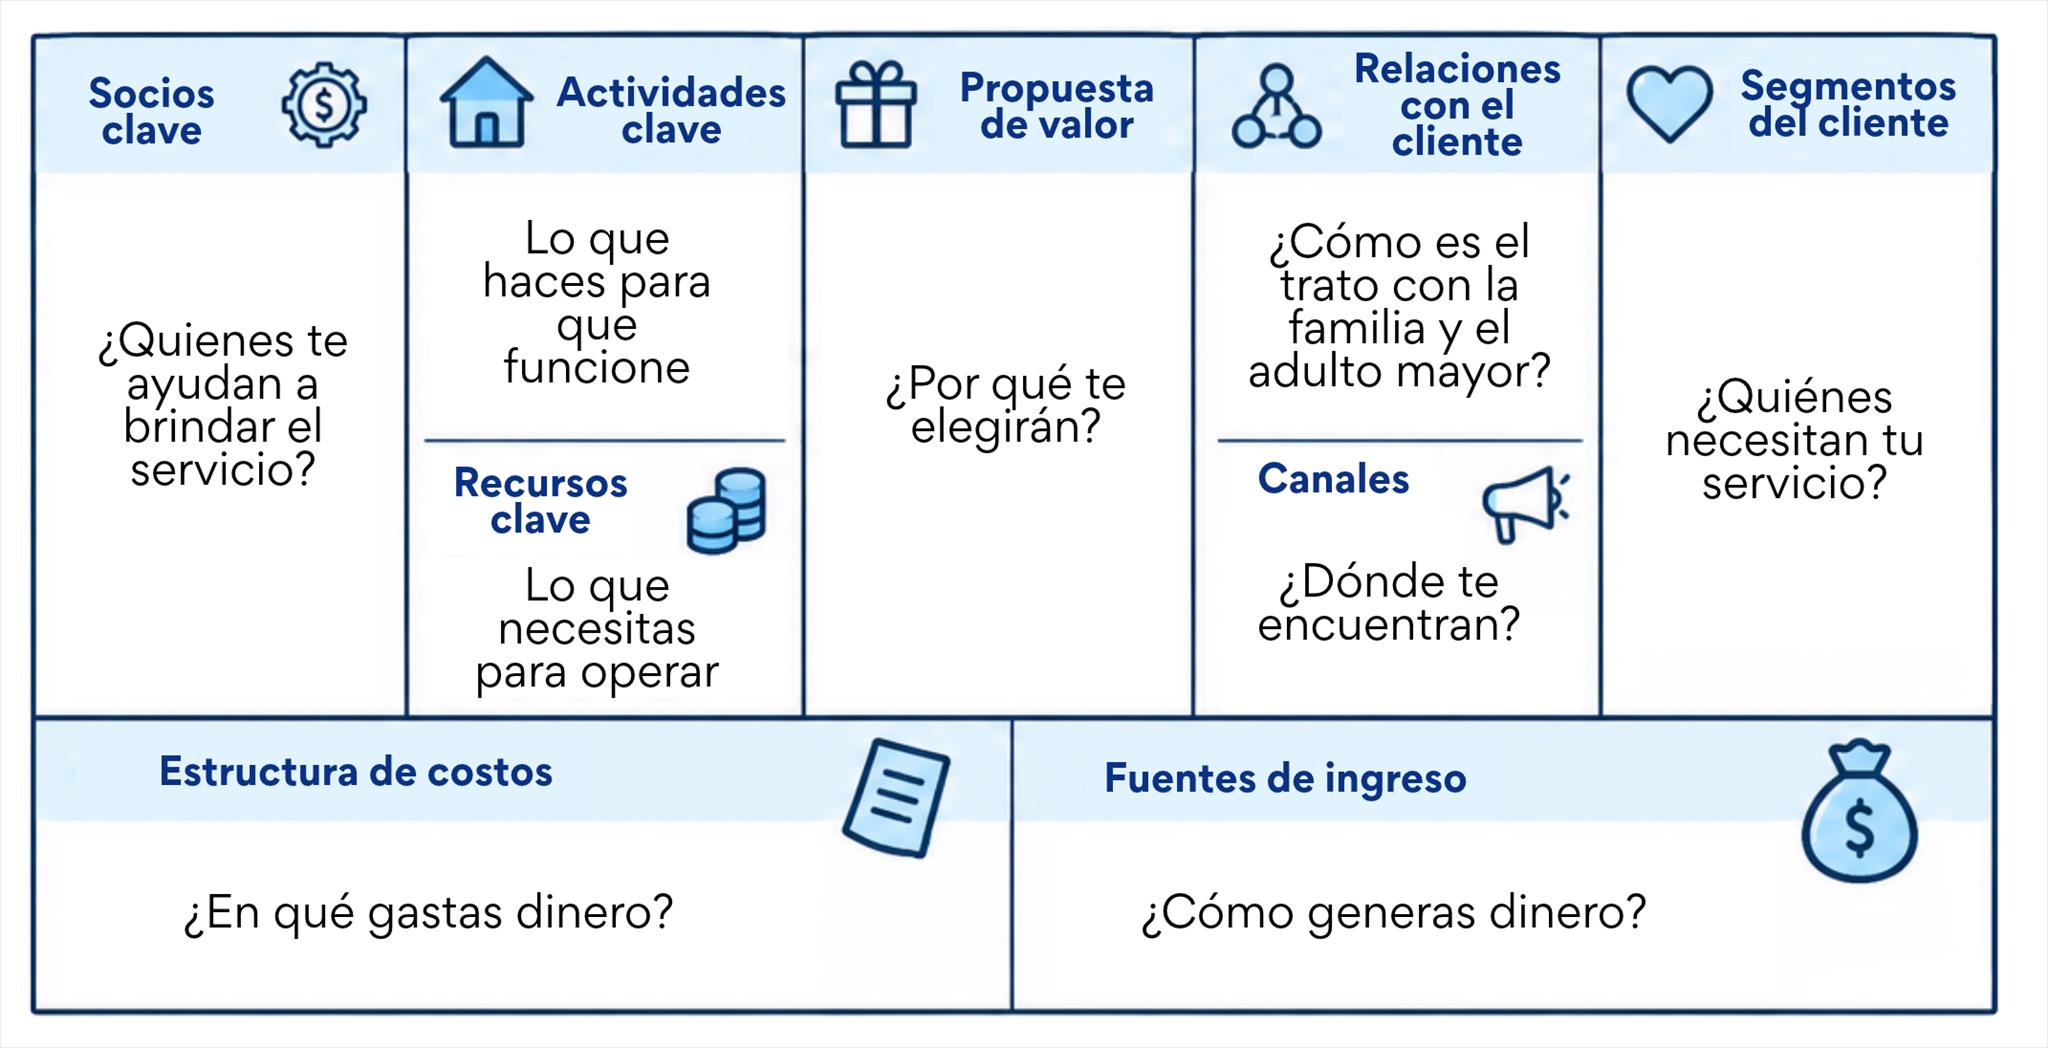 Socios
clave
¿Quienes te
ayudan a
brindar el
servicio?
Actividades
clave
Lo que
haces para
que
funcione
Recursos
clave
Lo que
necesitas
para operar
Propuesta
de valor
¿Por qué te
elegirán?
Relaciones
con el
cliente
¿Cómo es el
trato con la
familia y el
adulto mayor?
Canales
¿Dónde te
encuentran?
Segmentos
del cliente
¿Quiénes
necesitan tu
servicio?
Estructura de costos
¿En qué gastas dinero?
Fuentes de ingreso
$
¿Cómo generas dinero?